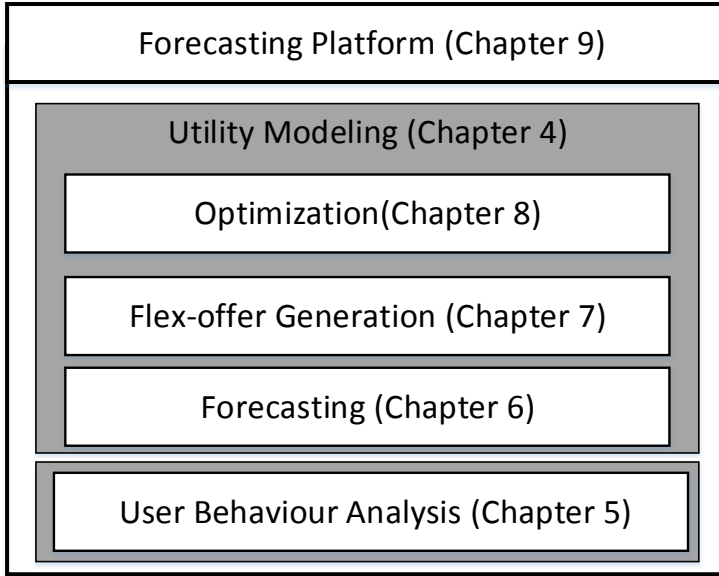 Forecasting Platform (Chapter 9)
Utility Modeling (Chapter 4)
Optimization(Chapter 8)
Flex-offer Generation (Chapter 7)
Forecasting (Chapter 6)
User Behaviour Analysis (Chapter 5)